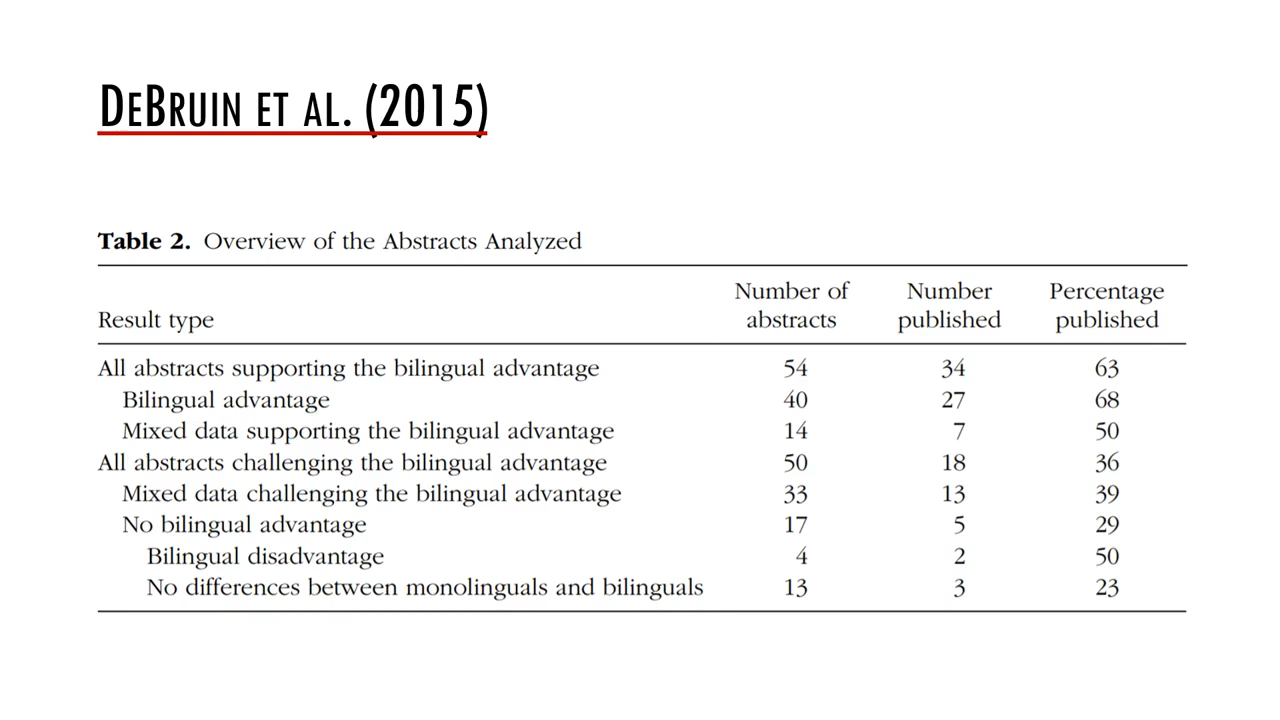 DeBruin et al. (2015)
Table 2. Overview of the Abstracts Analyzed
Result type Number of abstracts Number published Percentage published
All abstracts supporting the bilingual advantage 54 34 63
Bilingual advantage 40 27 68
Mixed data supporting the bilingual advantage 14 7 50
All abstracts challenging the bilingual advantage 50 18 36
Mixed data challenging the bilingual advantage 33 13 39
No bilingual advantage 17 5 29
Bilingual disadvantage 4 2 50
No differences between monolinguals and bilinguals 13 3 23